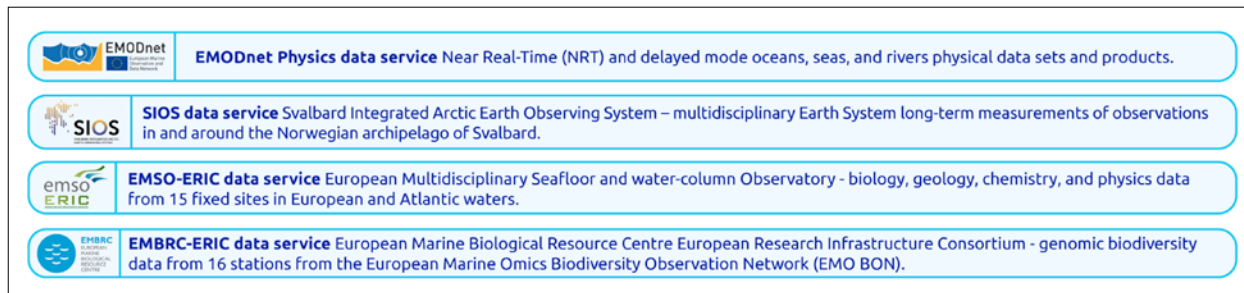 EMODnet
European Marine
Observation and
Data Network
EMODnet Physics data service Near Real-Time (NRT) and delayed mode oceans, seas, and rivers physical data sets and products.
SIOS
SIOS data service Svalbard Integrated Arctic Earth Observing System – multidisciplinary Earth System long-term measurements of observations
in and around the Norwegian archipelago of Svalbard.
emso
ERIC
EMSO-ERIC data service European Multidisciplinary Seafloor and water-column Observatory - biology, geology, chemistry, and physics data
from 15 fixed sites in European and Atlantic waters.
EMBRC
EUROPEAN
MARINE
BIOLOGICAL
RESOURCE
CENTRE
EMBRC-ERIC data service European Marine Biological Resource Centre European Research Infrastructure Consortium - genomic biodiversity
data from 16 stations from the European Marine Omics Biodiversity Observation Network (EMO BON).